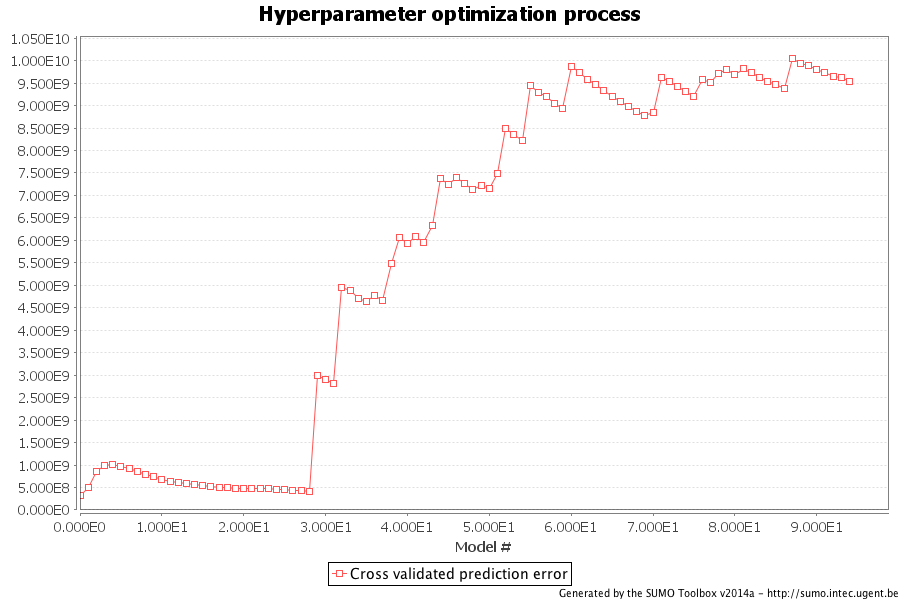 Hyperparameter optimization process
1.050E10
1.000E10
9.500E9
9.000E9
8.500E9
8.000E9
7.500E9
7.000E9
6.500E9
6.000E9
5.500E9
5.000E9
4.500E9
4.000E9
3.500E9
3.000E9
2.500E9
2.000E9
1.500E9
1.000E9
5.000E8
0.000E0
0.000E0 1.000E1 2.000E1 3.000E1 4.000E1 5.000E1 6.000E1 7.000E1 8.000E1 9.000E1
Model #
Cross validated prediction error
Generated by the SUMO Toolbox v2014a - http://sumo.intec.ugent.be